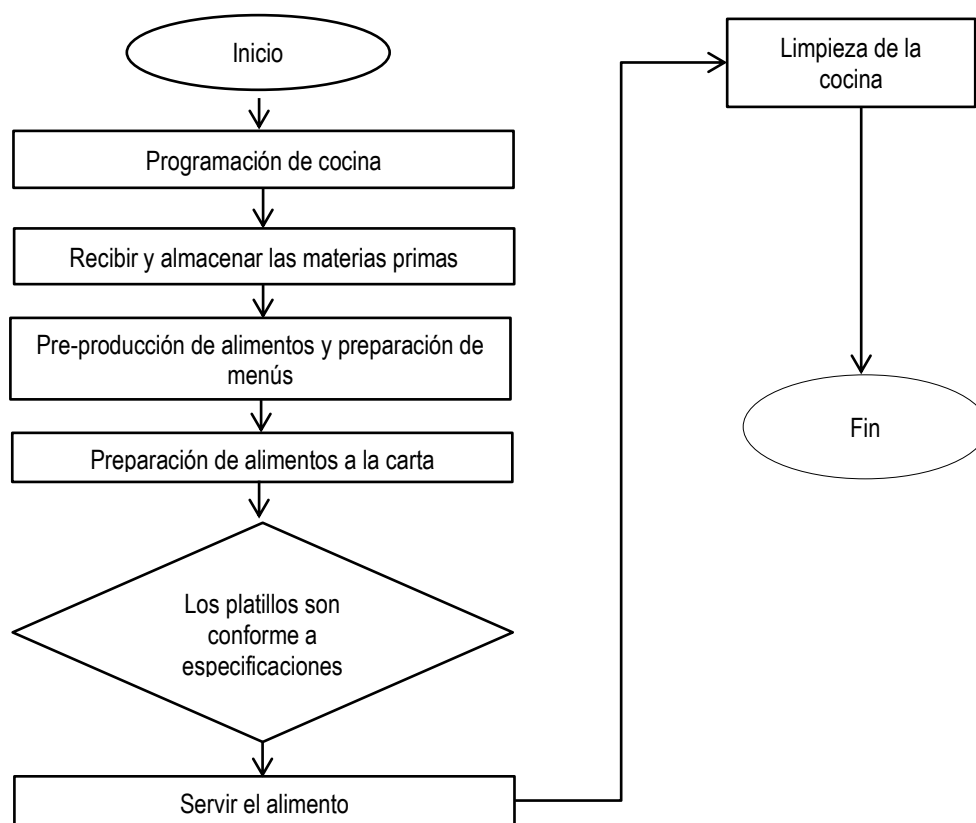 Inicio
Programación de cocina
Recibir y almacenar las materias primas
Pre-producción de alimentos y preparación de
menús
Preparación de alimentos a la carta
Los platillos son
conforme a
especificaciones
Servir el alimento
Limpieza de la
cocina
Fin